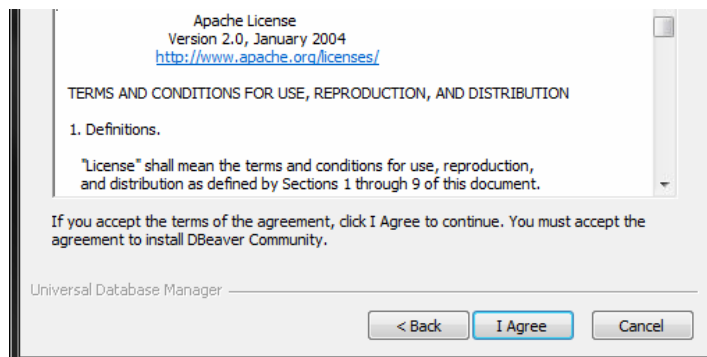 Apache License
Version 2.0, January 2004
http://www.apache.org/licenses/
TERMS AND CONDITIONS FOR USE, REPRODUCTION, AND DISTRIBUTION
1. Definitions.
"License" shall mean the terms and conditions for use, reproduction,
and distribution as defined by Sections 1 through 9 of this document.
If you accept the terms of the agreement, click I Agree to continue. You must accept the
agreement to install DBeaver Community.
Universal Database Manager
< Back I Agree Cancel